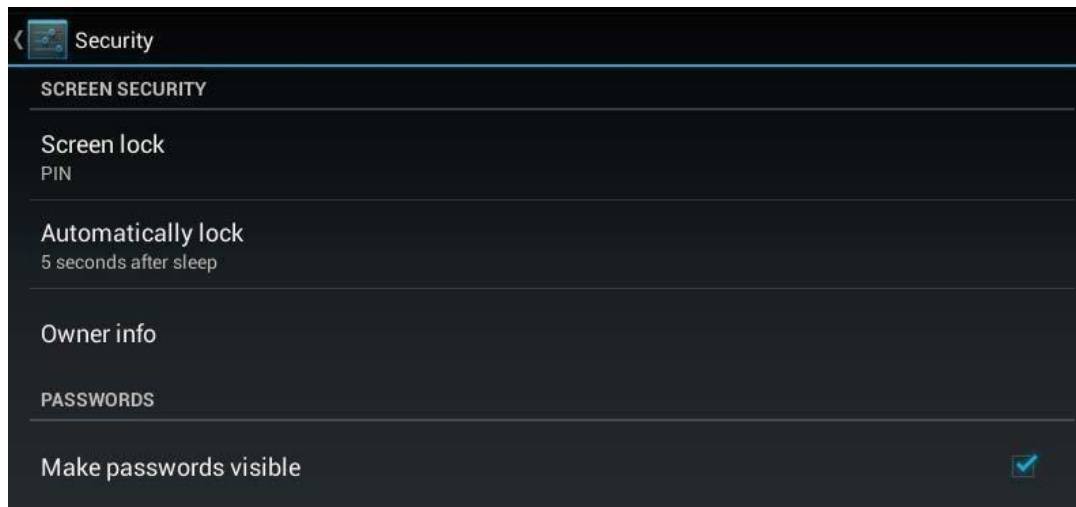 Security
SCREEN SECURITY
Screen lock
PIN
Automatically lock
5 seconds after sleep
Owner info
PASSWORDS
Make passwords visible